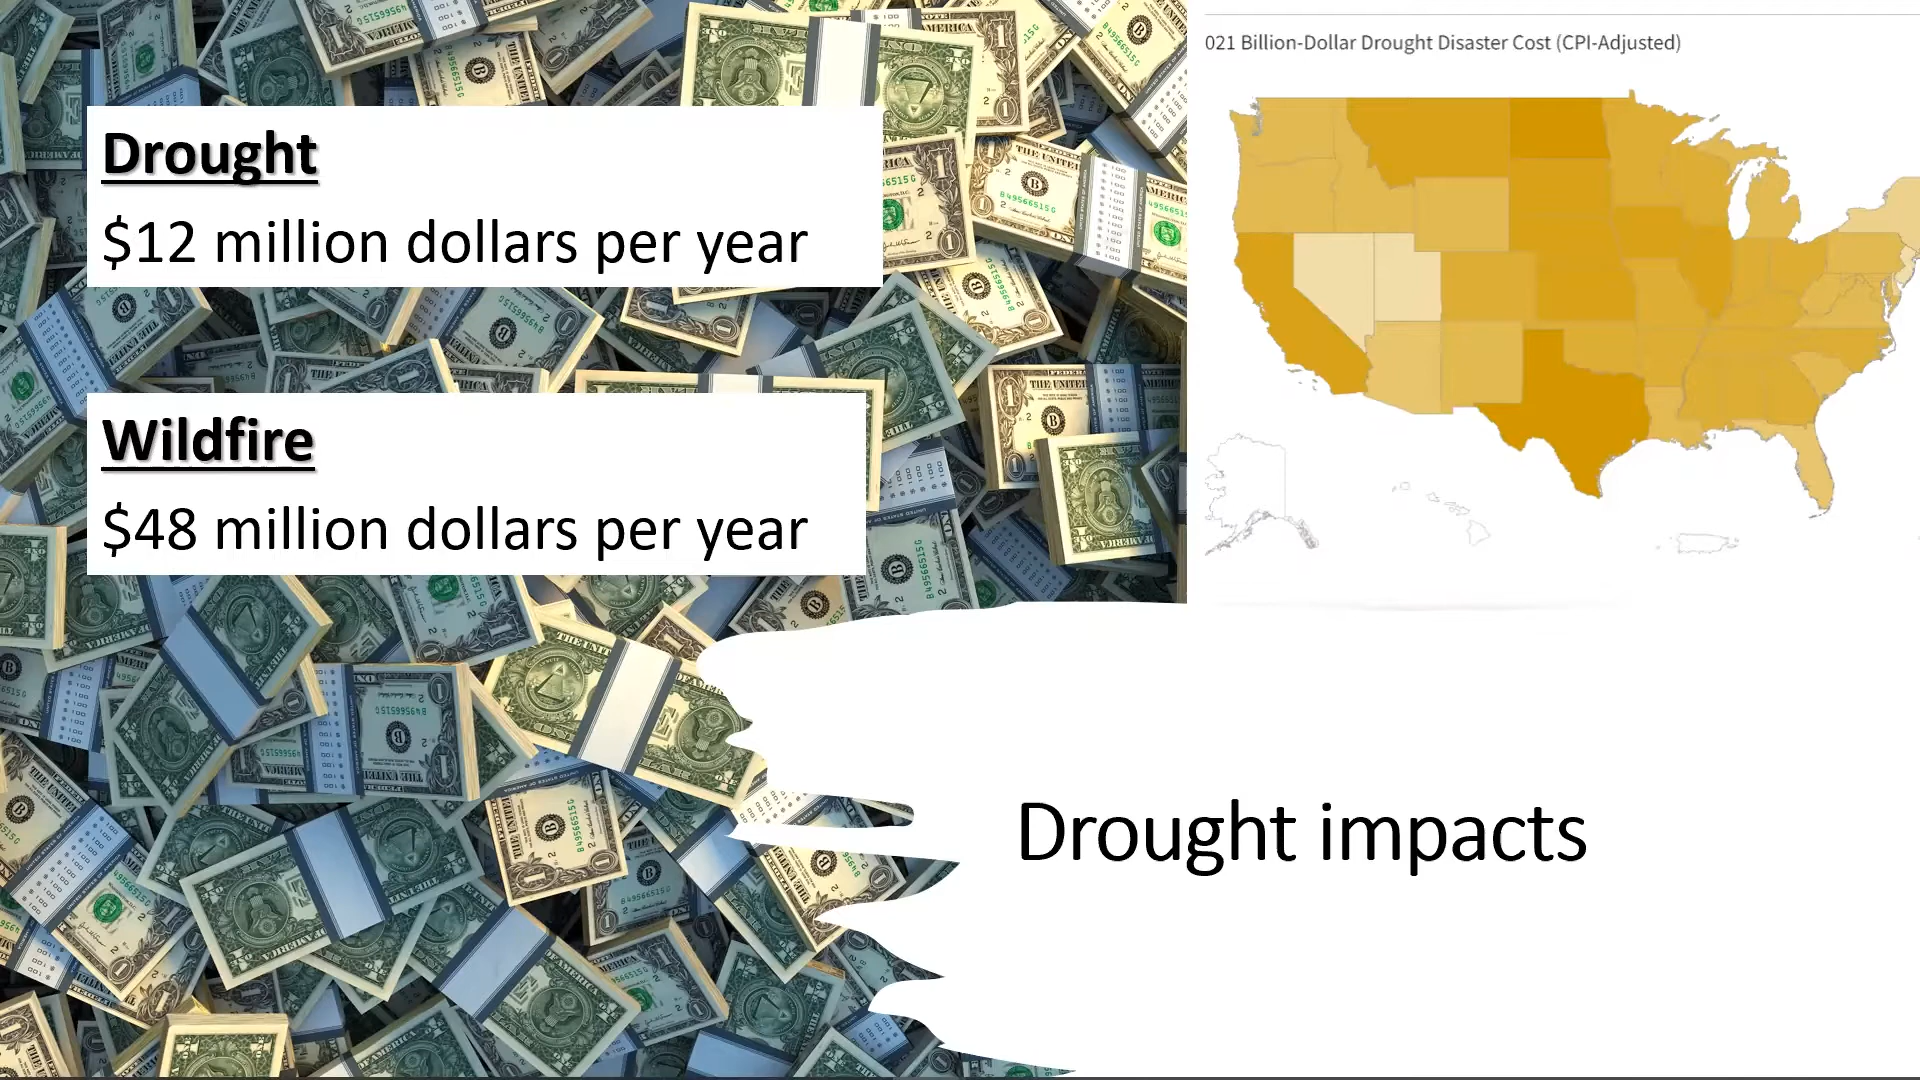 Drought
$12 million dollars per year
Wildfire
$48 million dollars per year
021 Billion-Dollar Drought Disaster Cost (CPI-Adjusted)
Drought impacts